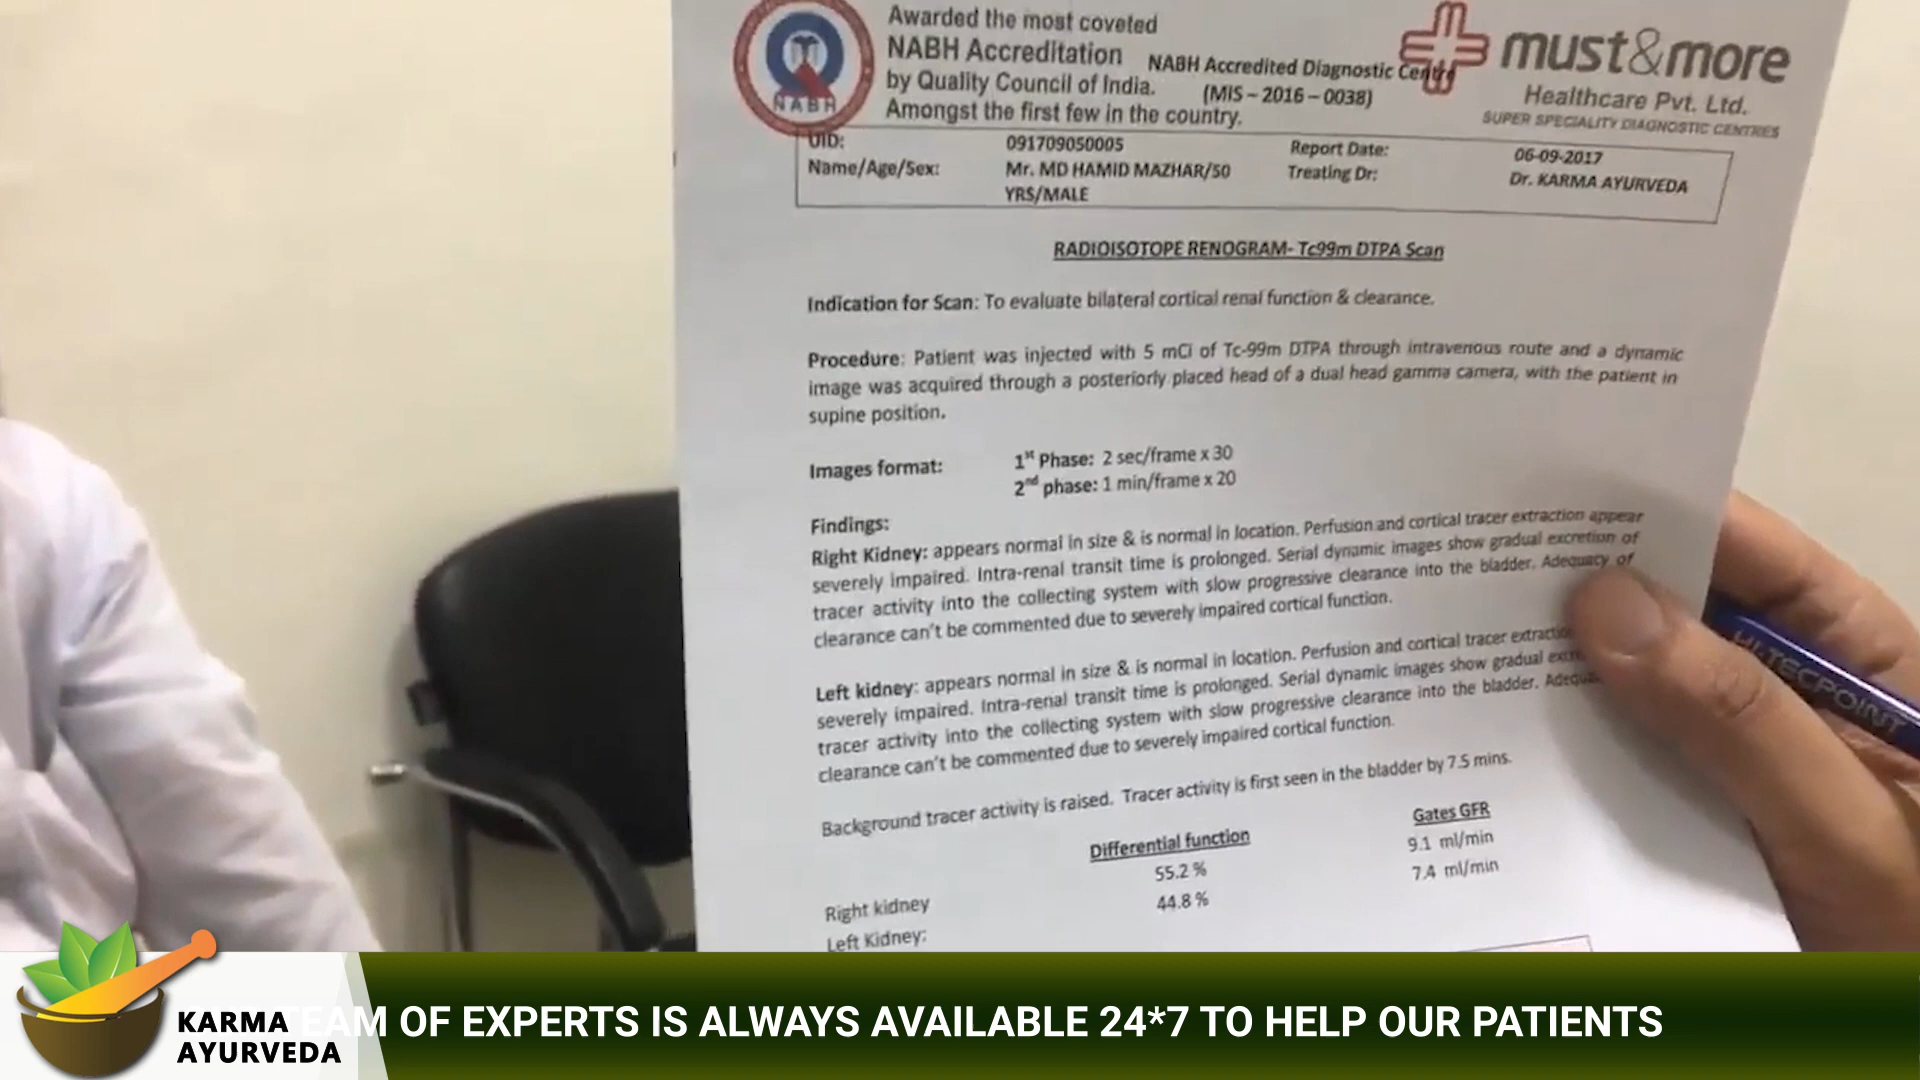 Awarded the most coveted
NABH Accreditation
by Quality Council of India.
Amongst the first few in the country.
NABH
NABH Accredited Diagnostic Centre
(MIS – 2016 – 0038)
must&more
Healthcare Pvt. Ltd.
SUPER SPECIALITY DIAGNOSTIC CENTRES
UID: 091709050005 Report Date: 06-09-2017
Name/Age/Sex: Mr. MD HAMID MAZHAR/50 Treating Dr: Dr. KARMA AYURVEDA
YRS/MALE
RADIOISOTOPE RENOGRAM- Tc99m DTPA Scan
Indication for Scan: To evaluate bilateral cortical renal function & clearance.
Procedure: Patient was injected with 5 mCi of Tc-99m DTPA through intravenous route and a dynamic
image was acquired through a posteriorly placed head of a dual head gamma camera, with the patient in
supine position.
Images format: 1st Phase: 2 sec/frame x 30
2nd phase: 1 min/frame x 20
Findings:
Right Kidney: appears normal in size & is normal in location. Perfusion and cortical tracer extraction appear
severely impaired. Intra-renal transit time is prolonged. Serial dynamic images show gradual excretion of
tracer activity into the collecting system with slow progressive clearance into the bladder. Adequacy of
clearance can't be commented due to severely impaired cortical function.
Left kidney: appears normal in size & is normal in location. Perfusion and cortical tracer
severely impaired. Intra-renal transit time is prolonged. Serial dynamic images show gradual
tracer activity into the collecting system with slow progressive clearance into the bladder.
clearance can't be commented due to severely impaired cortical function.
Background tracer activity is raised. Tracer activity is first seen in the bladder by 7.5 mins.
Differential function Gates GFR
55.2 % 9.1 ml/min
44.8 % 7.4 ml/min
Right kidney
Left Kidney:
HI-TECPOINT
KARMA
AYURVEDA
TEAM OF EXPERTS IS ALWAYS AVAILABLE 24*7 TO HELP OUR PATIENTS